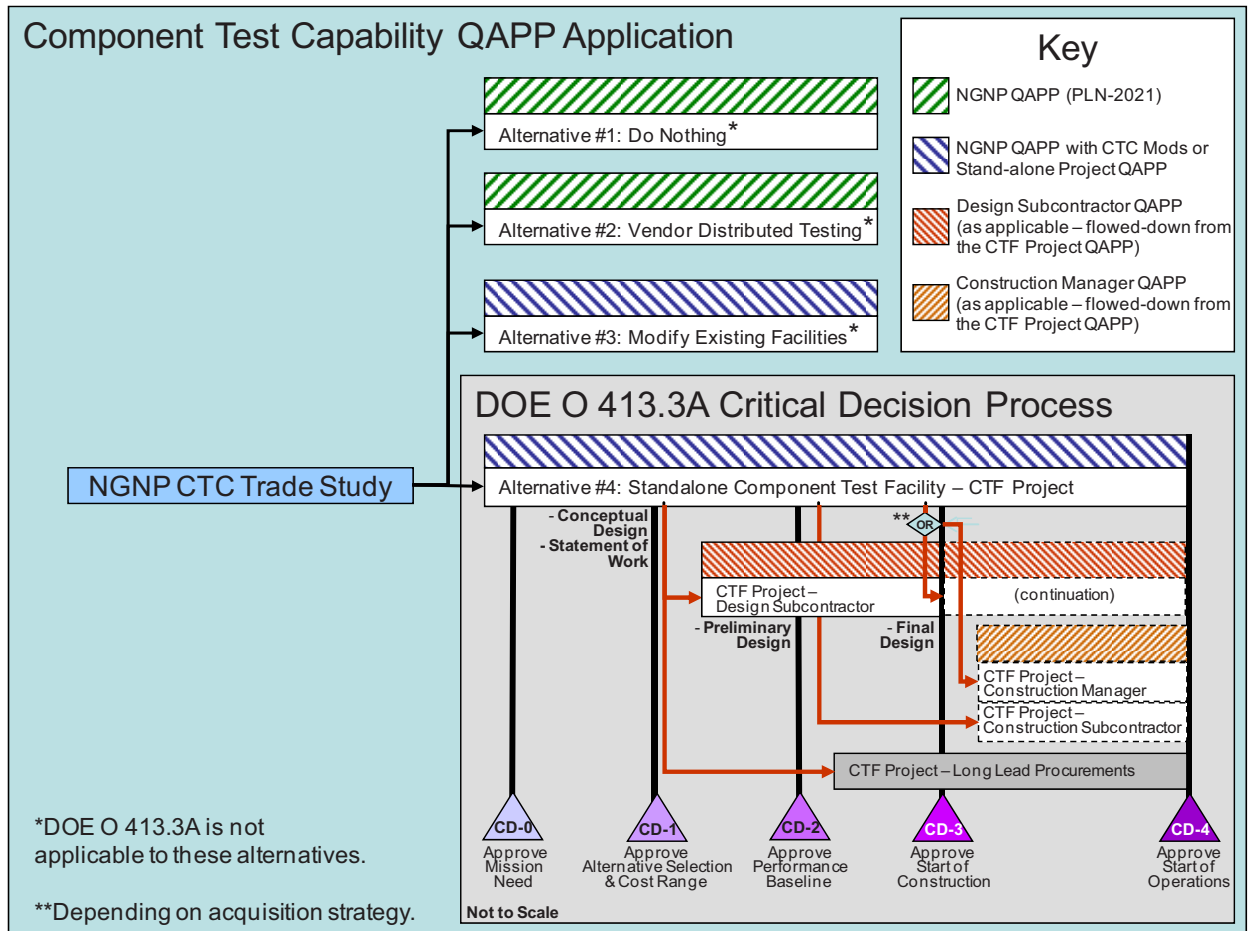 Component Test Capability QAPP Application
Key
NGNP QAPP (PLN-2021)
NGNP QAPP with CTC Mods or
Stand-alone Project QAPP
Design Subcontractor QAPP
(as applicable – flowed-down from
the CTF Project QAPP)
Construction Manager QAPP
(as applicable – flowed-down from
the CTF Project QAPP)
Alternative #1: Do Nothing*
Alternative #2: Vendor Distributed Testing*
Alternative #3: Modify Existing Facilities*
DOE O 413.3A Critical Decision Process
NGNP CTC Trade Study
Alternative #4: Standalone Component Test Facility – CTF Project
- Conceptual
Design
- Statement of
Work
**
OR
CTF Project –
Design Subcontractor
(continuation)
- Preliminary
Design
- Final
Design
CTF Project –
Construction Manager
CTF Project –
Construction Subcontractor
CTF Project – Long Lead Procurements
CD-0
Approve
Mission
Need
CD-1
Approve
Alternative Selection
& Cost Range
CD-2
Approve
Performance
Baseline
CD-3
Approve
Start of
Construction
CD-4
Approve
Start of
Operations
*DOE O 413.3A is not
applicable to these alternatives.
**Depending on acquisition strategy.
Not to Scale